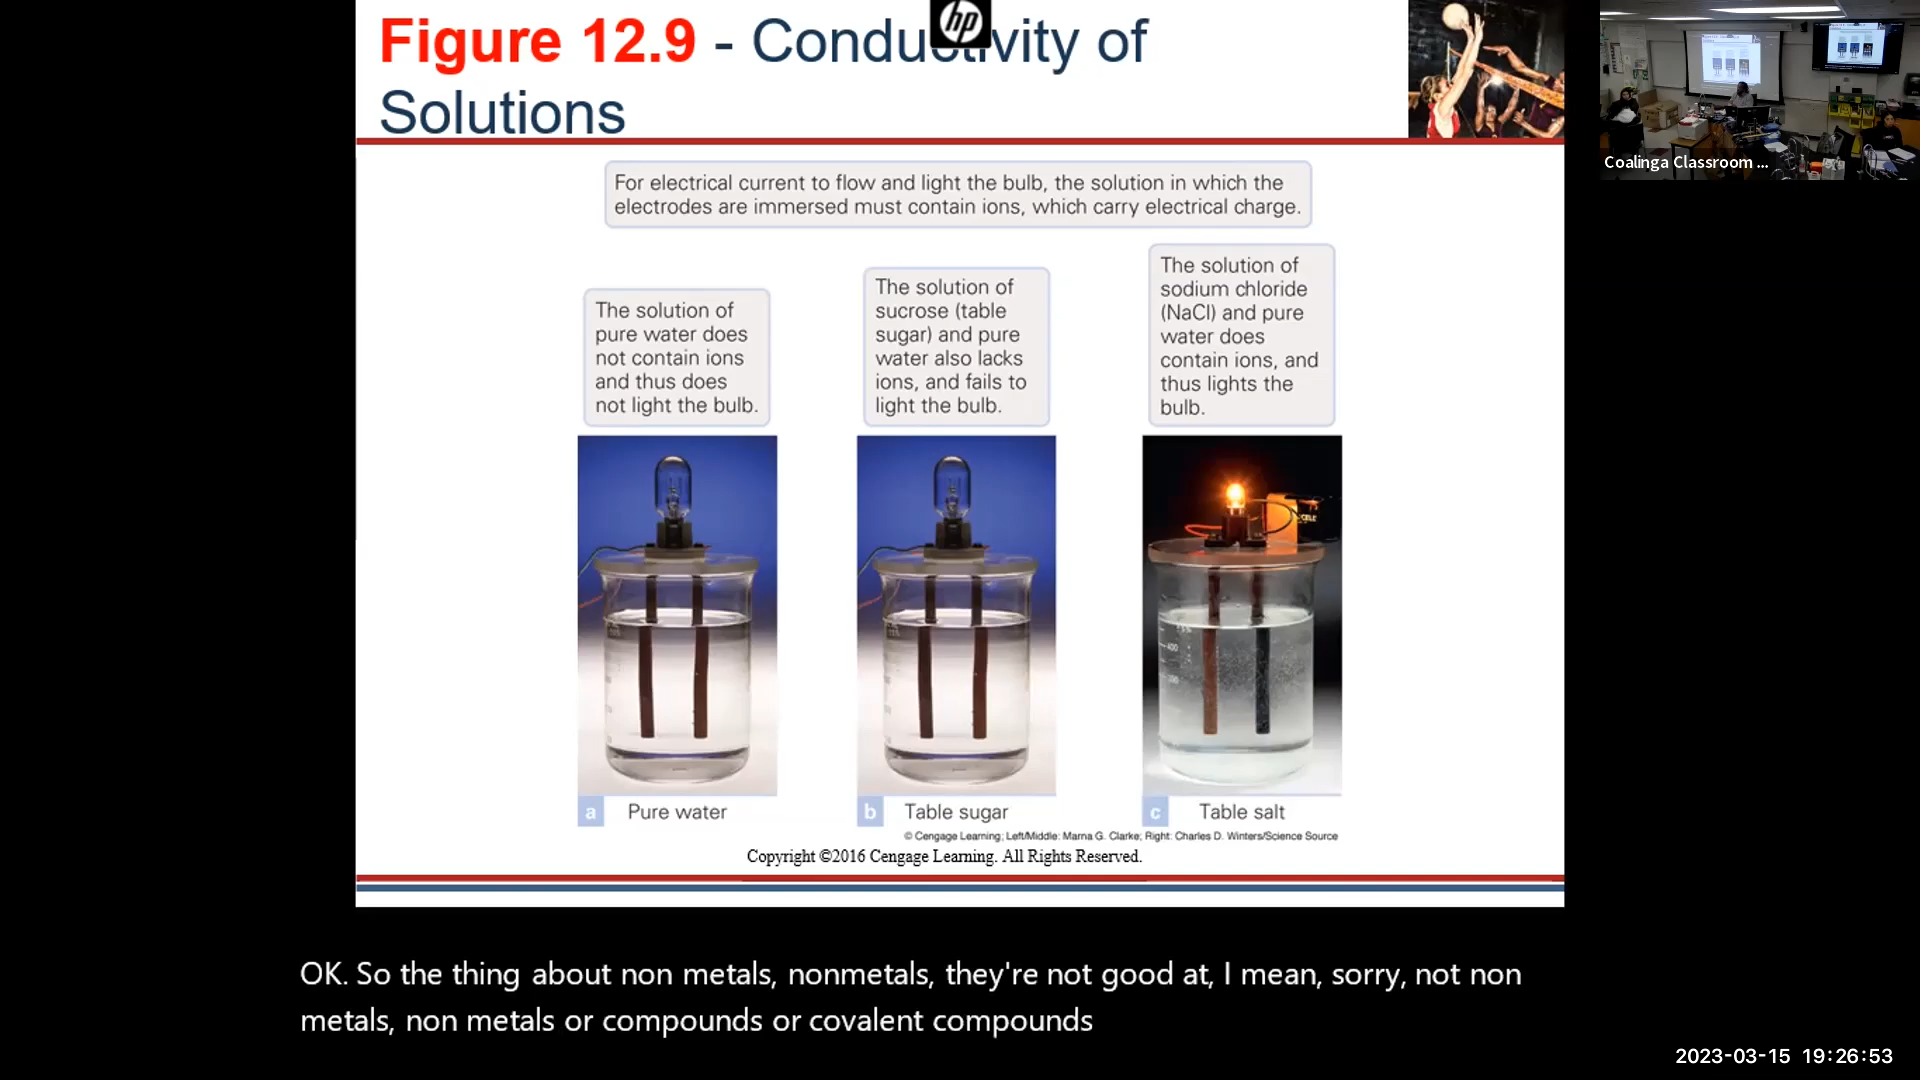 Figure 12.9 - Conductivity of
Solutions
hp
Coalinga Classroom ...
For electrical current to flow and light the bulb, the solution in which the
electrodes are immersed must contain ions, which carry electrical charge.
The solution of
pure water does
not contain ions
and thus does
not light the bulb.
The solution of
sucrose (table
sugar) and pure
water also lacks
ions, and fails to
light the bulb.
The solution of
sodium chloride
(NaCl) and pure
water does
contain ions, and
thus lights the
bulb.
a Pure water
b Table sugar
c Table salt
© Cengage Learning; Left/Middle: Marna G. Clarke; Right: Charles D. Winters/Science Source
Copyright ©2016 Cengage Learning. All Rights Reserved.
OK. So the thing about non metals, nonmetals, they're not good at, I mean, sorry, not non
metals, non metals or compounds or covalent compounds
2023-03-15 19:26:53